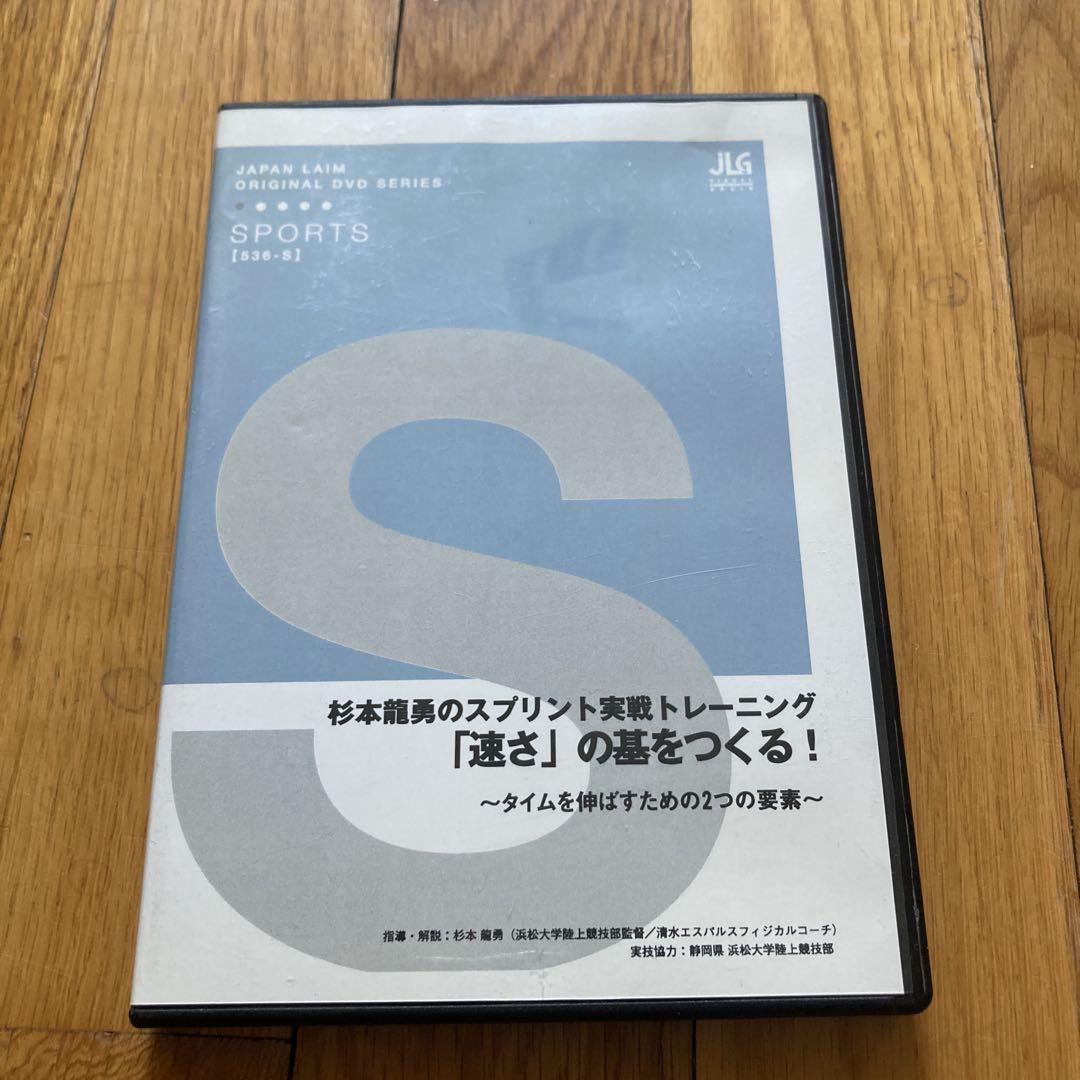 JAPAN LAIM
ORIGINAL DVD SERIES
SPORTS
【536-S】
JLG
S
杉本龍勇のスプリント実戦トレーニング
「速さ」の基をつくる！
～タイムを伸ばすための2つの要素～
指導・解説：杉本 龍勇（浜松大学陸上競技部監督／清水エスパルスフィジカルコーチ）
実技協力：静岡県 浜松大学陸上競技部